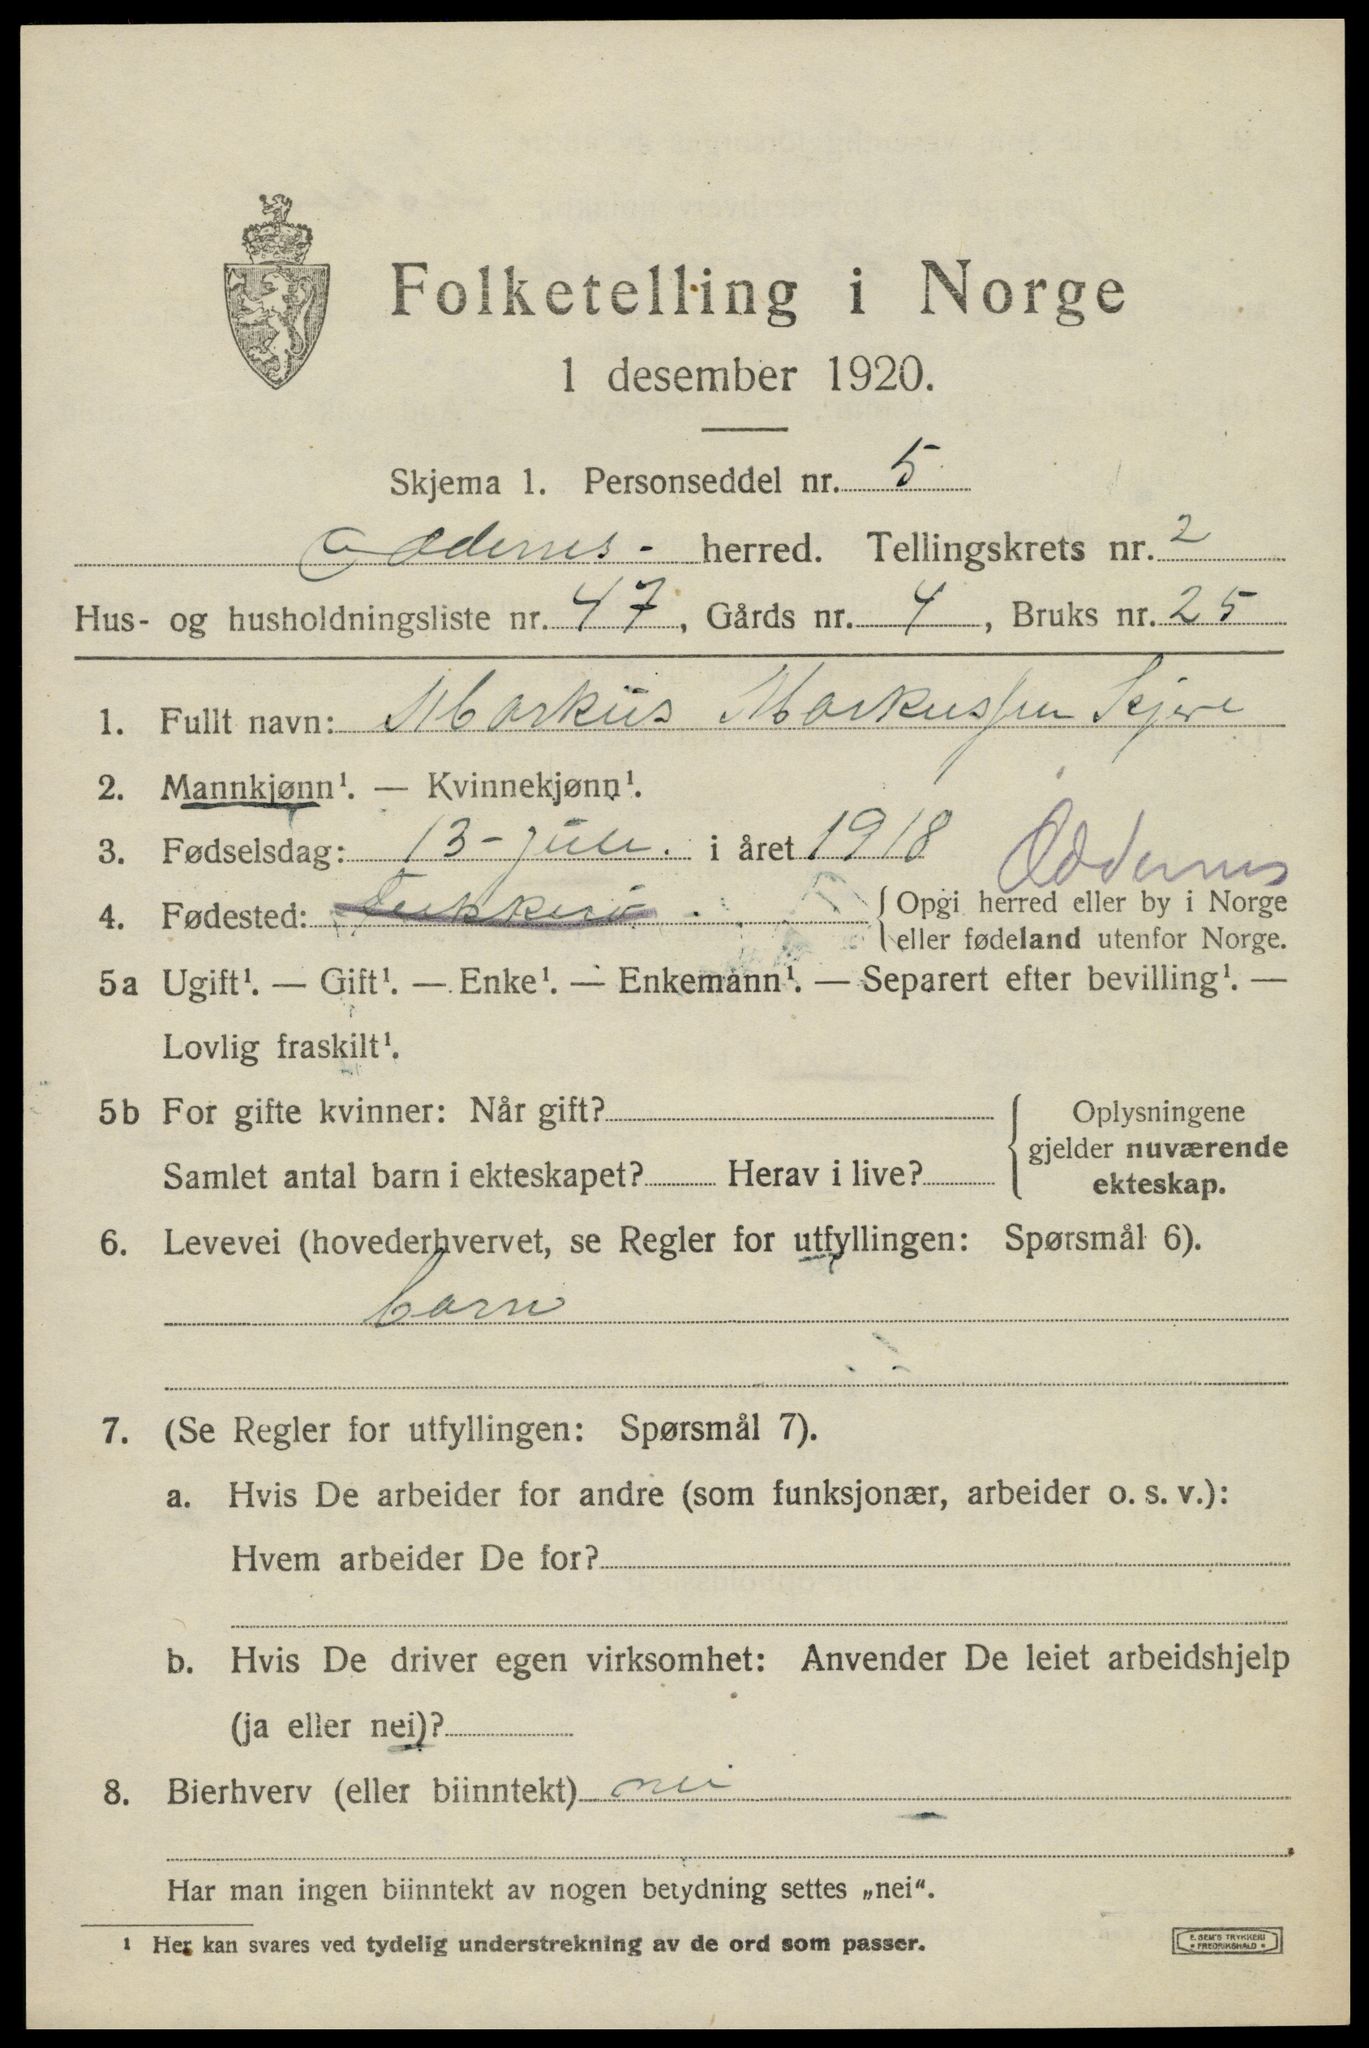 Folketelling i Norge
1 desember 1920.
Skjema 1. Personseddel nr. 5
Oddernes - herred. Tellingskrets nr. 2
Hus- og husholdningsliste nr. 47, Gårds nr. 4, Bruks nr. 25
1. Fullt navn: Markus Markussen Skjere
2. Mannkjønn¹. — Kvinnekjønn¹.
3. Fødselsdag: 13 - juli. i året 1918
Oddernes
4. Fødested: Flekkerø - { Opgi herred eller by i Norge
eller fødeland utenfor Norge.
5a Ugift¹. — Gift¹. — Enke¹. — Enkemann¹. — Separert efter bevilling¹. —
Lovlig fraskilt¹.
5b For gifte kvinner: Når gift?
Samlet antal barn i ekteskapet? Herav i live?
Oplysningene
gjelder nuværende
ekteskap.
6. Levevei (hovederhvervet, se Regler for utfyllingen: Spørsmål 6).
barn
7. (Se Regler for utfyllingen: Spørsmål 7).
a. Hvis De arbeider for andre (som funksjonær, arbeider o. s. v.):
Hvem arbeider De for?
b. Hvis De driver egen virksomhet: Anvender De leiet arbeidshjelp
(ja eller nei)?
8. Bierhverv (eller biinntekt) nei
Har man ingen biinntekt av nogen betydning settes „nei“.
¹ Her kan svares ved tydelig understrekning av de ord som passer.
E. SEM'S TRYKKERI
* FREDRIKSHALD *